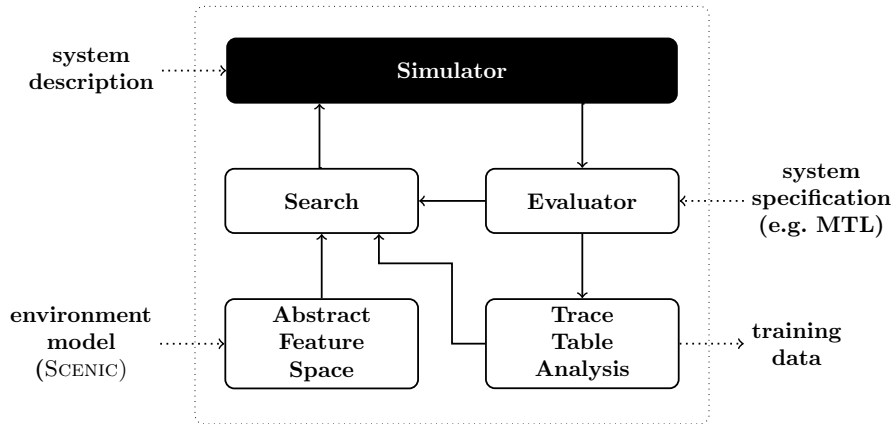 system
description
Simulator
Search
Evaluator
system
specification
(e.g. MTL)
environment
model
(SCENIC)
Abstract
Feature
Space
Trace
Table
Analysis
training
data